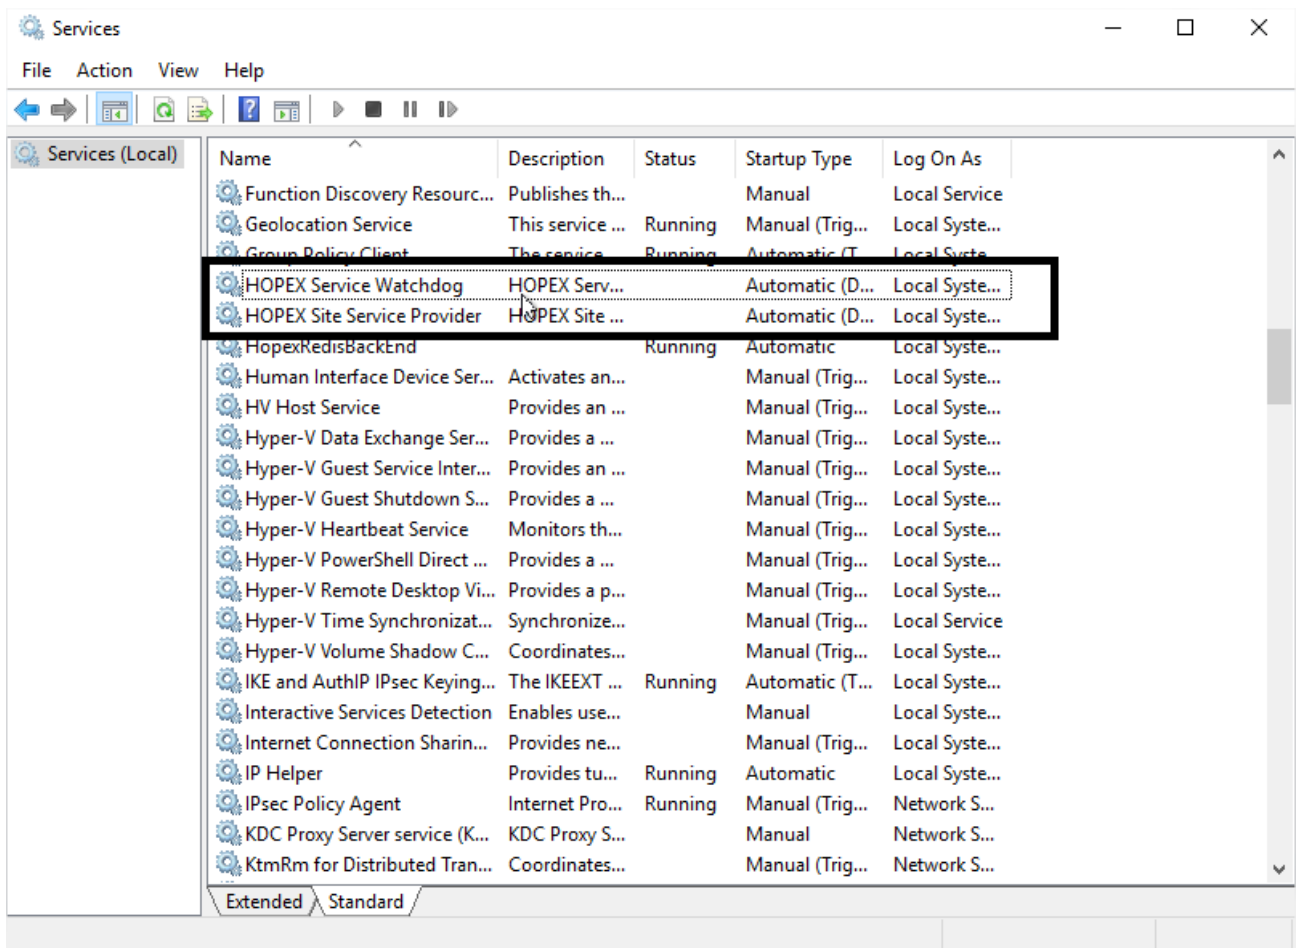 Services
File Action View Help
Services (Local)
Name Description Status Startup Type Log On As
Function Discovery Resourc... Publishes th... Manual Local Service
Geolocation Service This service ... Running Manual (Trig... Local Syste...
Group Policy Client The service Running Automatic (T... Local Syste...
HOPEX Service Watchdog HOPEX Serv... Automatic (D... Local Syste...
HOPEX Site Service Provider HOPEX Site ... Automatic (D... Local Syste...
HopexRedisBackEnd Running Automatic Local Syste...
Human Interface Device Ser... Activates an... Manual (Trig... Local Syste...
HV Host Service Provides an ... Manual (Trig... Local Syste...
Hyper-V Data Exchange Ser... Provides a ... Manual (Trig... Local Syste...
Hyper-V Guest Service Inter... Provides an ... Manual (Trig... Local Syste...
Hyper-V Guest Shutdown S... Provides a ... Manual (Trig... Local Syste...
Hyper-V Heartbeat Service Monitors th... Manual (Trig... Local Syste...
Hyper-V PowerShell Direct ... Provides a ... Manual (Trig... Local Syste...
Hyper-V Remote Desktop Vi... Provides a p... Manual (Trig... Local Syste...
Hyper-V Time Synchronizat... Synchronize... Manual (Trig... Local Service
Hyper-V Volume Shadow C... Coordinates... Manual (Trig... Local Syste...
IKE and AuthIP IPsec Keying... The IKEEXT ... Running Automatic (T... Local Syste...
Interactive Services Detection Enables use... Manual Local Syste...
Internet Connection Sharin... Provides ne... Manual (Trig... Local Syste...
IP Helper Provides tu... Running Automatic Local Syste...
IPsec Policy Agent Internet Pro... Running Manual (Trig... Network S...
KDC Proxy Server service (K... KDC Proxy S... Manual Network S...
KtmRm for Distributed Tran... Coordinates... Manual (Trig... Network S...
Extended Standard